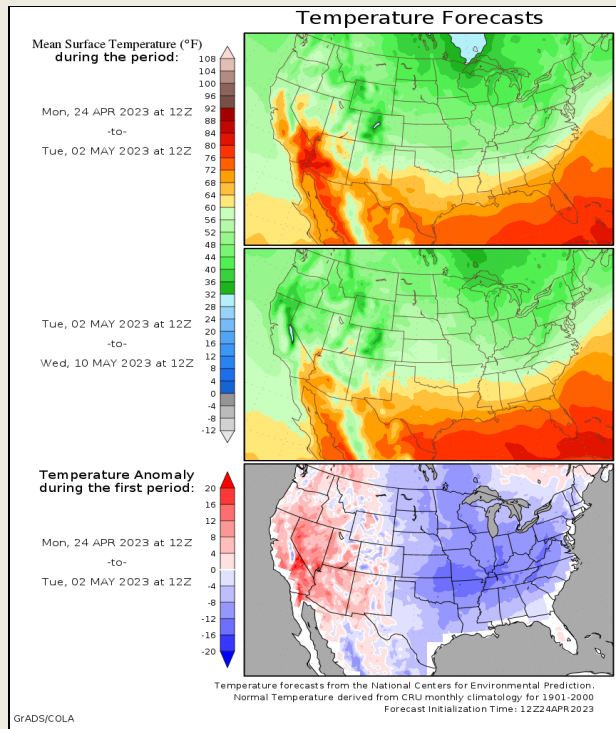 Temperature Forecasts
Mean Surface Temperature (°F)
during the period:
Mon, 24 APR 2023 at 12Z
-to-
Tue, 02 MAY 2023 at 12Z
108
104
100
96
92
88
84
80
76
72
68
64
60
56
52
48
44
40
36
32
28
24
20
16
12
8
4
0
-4
-8
-12
Tue, 02 MAY 2023 at 12Z
-to-
Wed, 10 MAY 2023 at 12Z
Temperature Anomaly
during the first period:
Mon, 24 APR 2023 at 12Z
-to-
Tue, 02 MAY 2023 at 12Z
20
16
12
8
4
0
-4
-8
-12
-16
-20
Temperature forecasts from the National Centers for Environmental Prediction.
Normal Temperature derived from CRU monthly climatology for 1901-2000
Forecast Initialization Time: 12Z24APR2023
GrADS/COLA